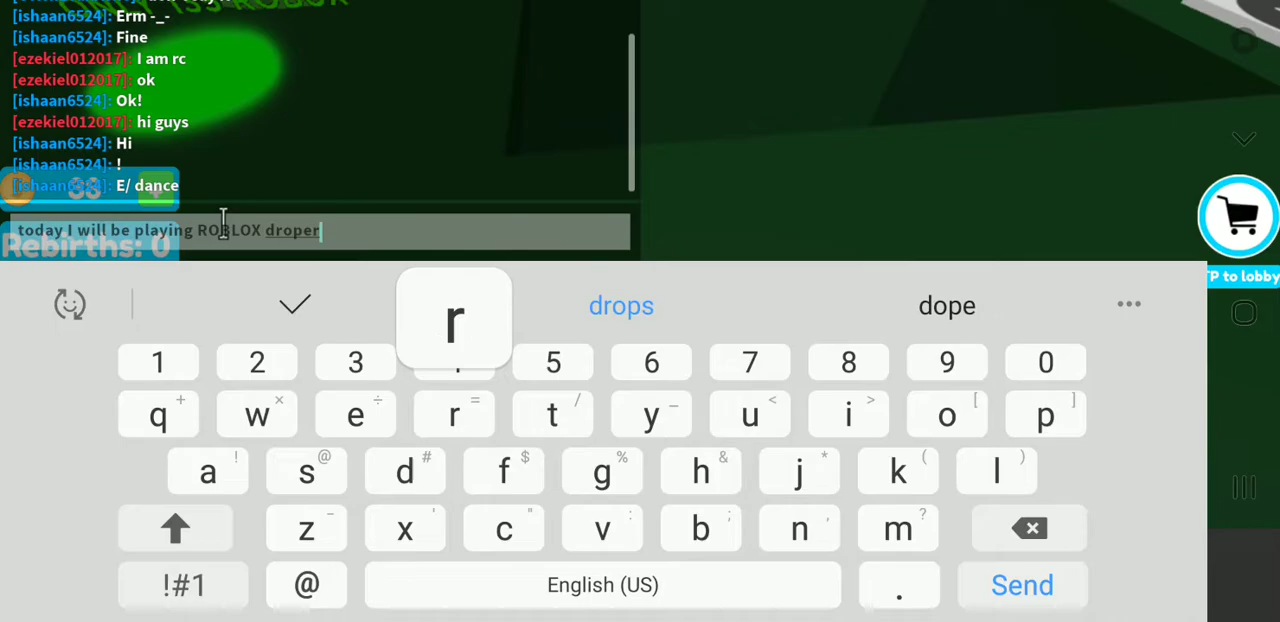 [ishaan6524]: Erm -_-
[ishaan6524]: Fine
[ezekiel012017]: I am rc
[ezekiel012017]: ok
[ishaan6524]: Ok!
[ezekiel012017]: hi guys
[ishaan6524]: Hi
[ishaan6524]: !
[ishaan6524]: E/ dance
today I will be playing ROBLOX droper
Rebirths: 0
TP to lobby
r
drops
dope
1 2 3 5 6 7 8 9 0
q + w × e ÷ r = t / y _ u < i > o [ p ]
a ! s @ d # f $ g % h & j * k ( l )
z - x ' c " v : b ; n , m ?
!#1 @ English (US) . Send